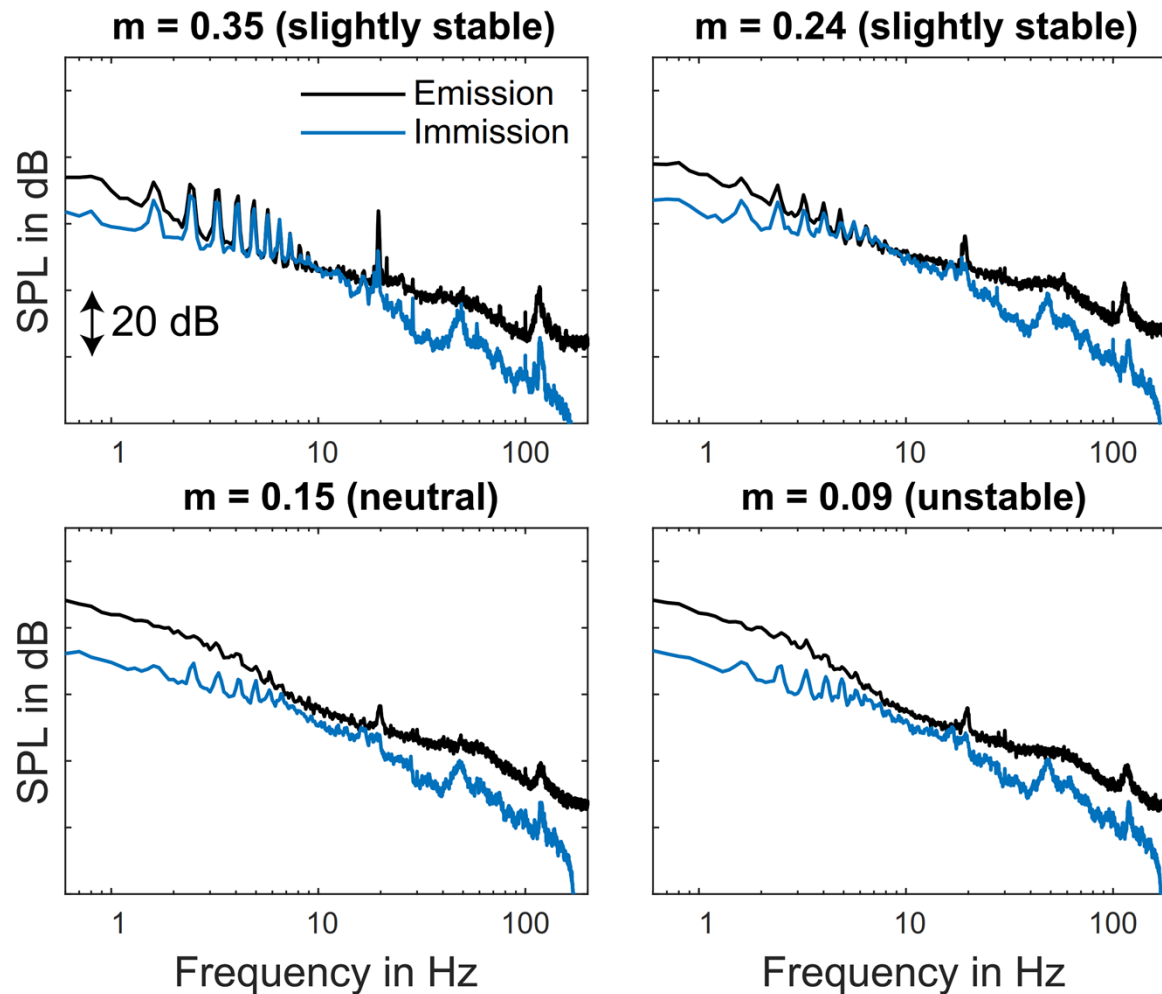 m = 0.35 (slightly stable)
m = 0.24 (slightly stable)
Emission
Immission
SPL in dB
20 dB
1 10 100
1 10 100
m = 0.15 (neutral)
m = 0.09 (unstable)
SPL in dB
1 10 100
1 10 100
Frequency in Hz
Frequency in Hz